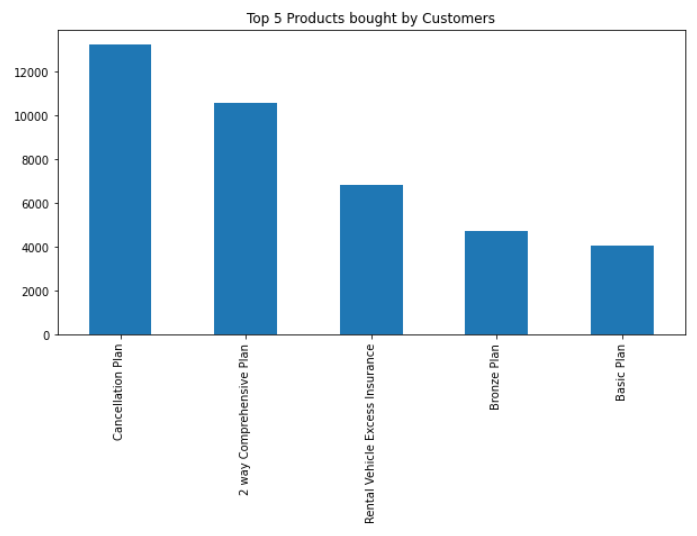 Top 5 Products bought by Customers
12000
10000
8000
6000
4000
2000
0
Cancellation Plan
2 way Comprehensive Plan
Rental Vehicle Excess Insurance
Bronze Plan
Basic Plan